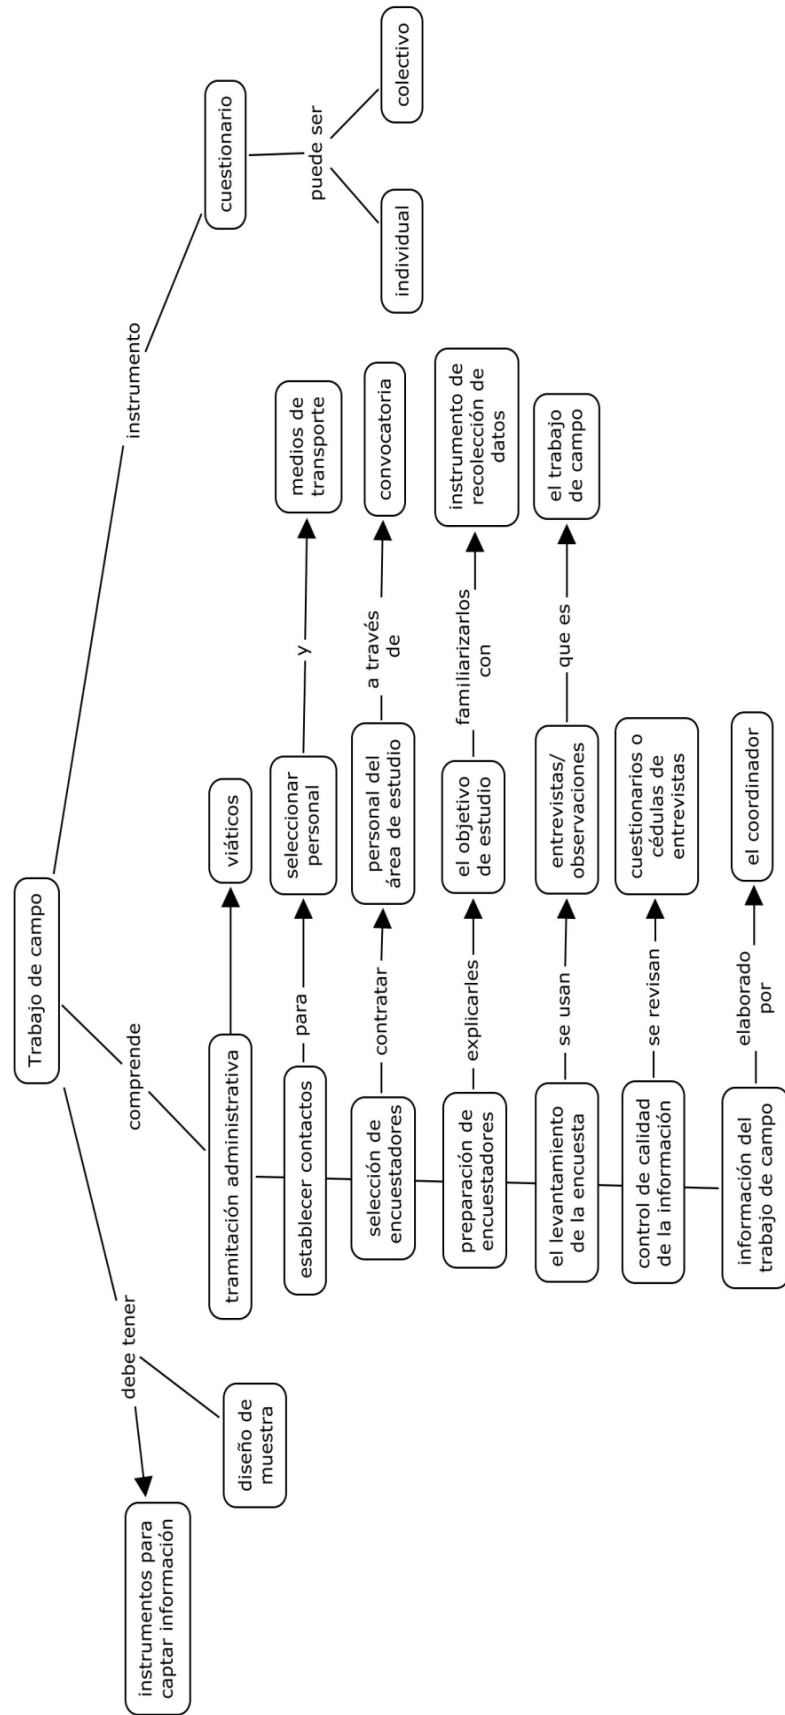 Trabajo de campo
debe tener
comprende
instrumento
instrumentos para
captar información
diseño de
muestra
tramitación administrativa
viáticos
cuestionario
puede ser
individual
colectivo
establecer contactos
para
seleccionar
personal
y
medios de
transporte
selección de
encuestadores
contratar
personal del
área de estudio
a través
de
convocatoria
preparación de
encuestadores
explicarles
el objetivo
de estudio
familiarizarlos
con
instrumento de
recolección de
datos
el levantamiento
de la encuesta
se usan
entrevistas/
observaciones
que es
el trabajo
de campo
control de calidad
de la información
se revisan
cuestionarios o
cédulas de
entrevistas
información del
trabajo de campo
elaborado
por
el coordinador